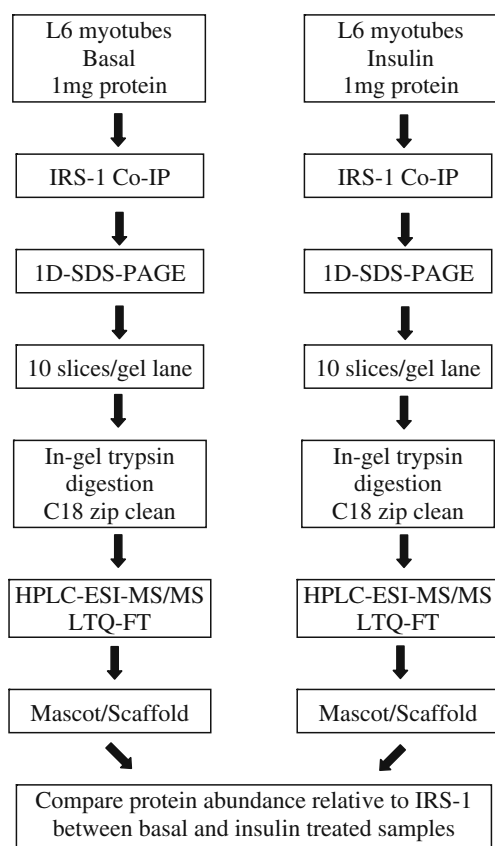 L6 myotubes
Basal
1mg protein
IRS-1 Co-IP
1D-SDS-PAGE
10 slices/gel lane
In-gel trypsin
digestion
C18 zip clean
HPLC-ESI-MS/MS
LTQ-FT
Mascot/Scaffold
L6 myotubes
Insulin
1mg protein
IRS-1 Co-IP
1D-SDS-PAGE
10 slices/gel lane
In-gel trypsin
digestion
C18 zip clean
HPLC-ESI-MS/MS
LTQ-FT
Mascot/Scaffold
Compare protein abundance relative to IRS-1
between basal and insulin treated samples